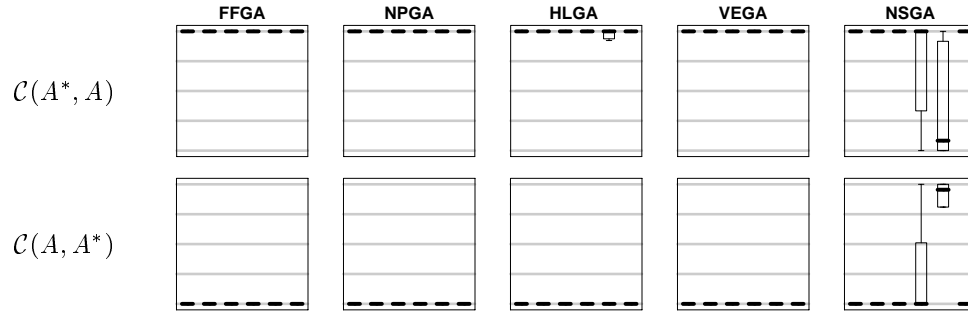 FFGA NPGA HLGA VEGA NSGA
𝒞(A*, A)
𝒞(A, A*)